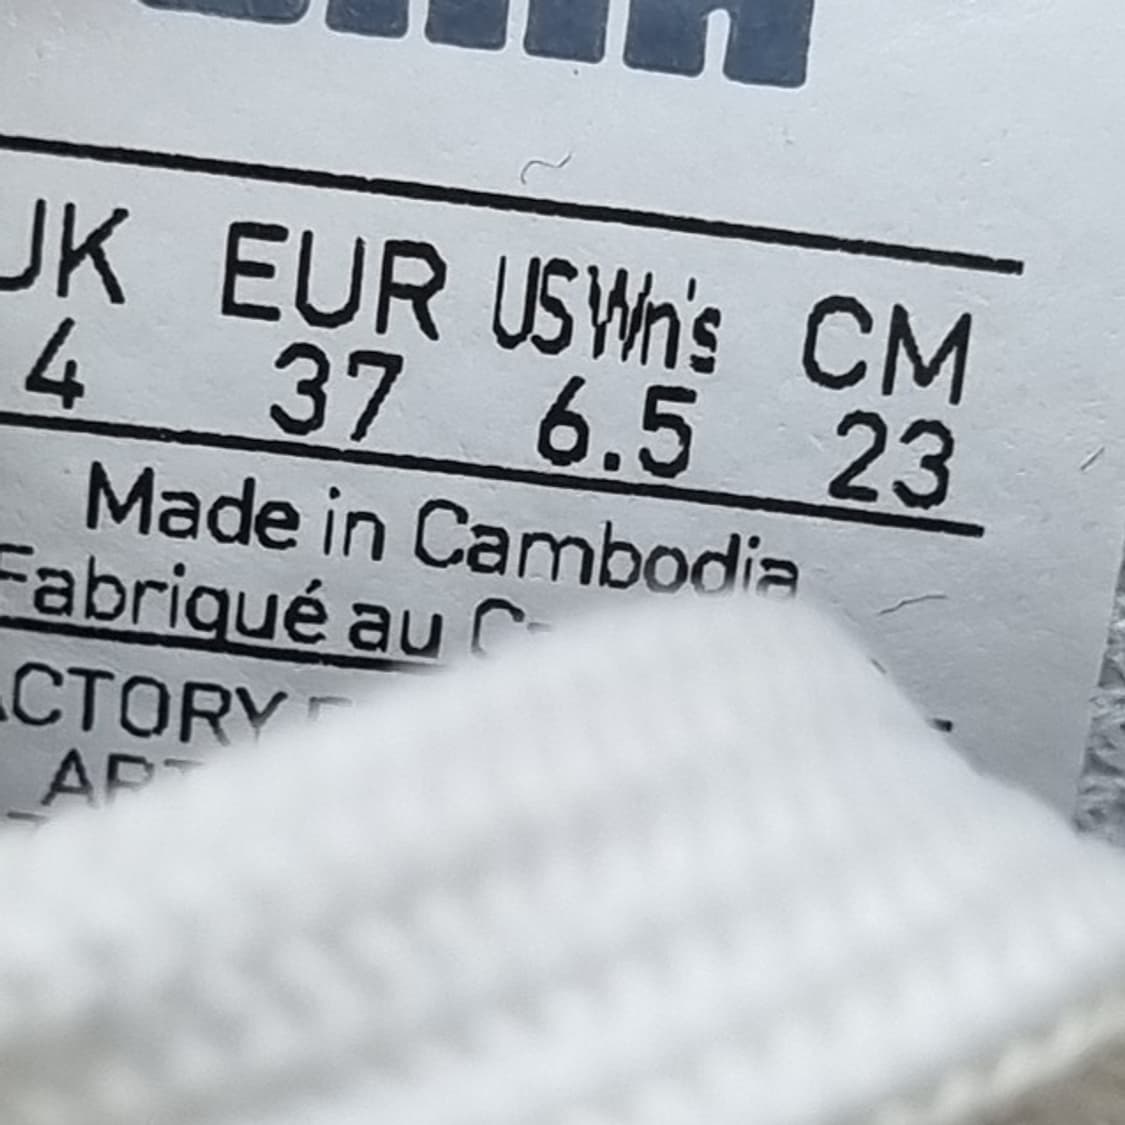 UK EUR US Wn's CM
4 37 6.5 23
Made in Cambodia
Fabriqué au